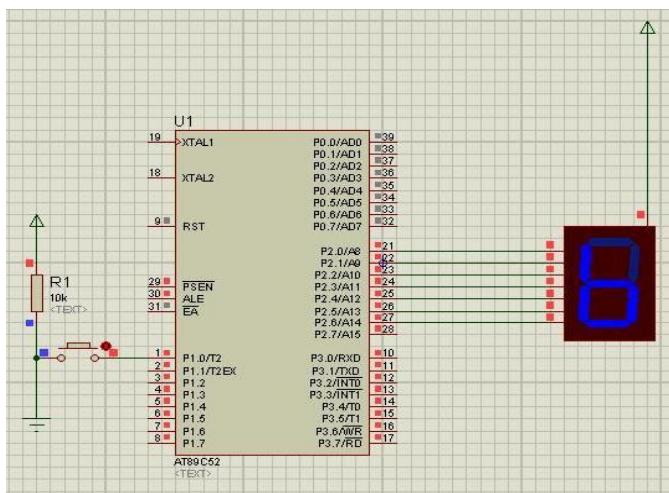 U1
19 XTAL1
18 XTAL2
9 RST
29 PSEN
30 ALE
31 EA
1 P1.0/T2
2 P1.1/T2EX
3 P1.2
4 P1.3
5 P1.4
6 P1.5
7 P1.6
8 P1.7
P0.0/AD0 39
P0.1/AD1 38
P0.2/AD2 37
P0.3/AD3 36
P0.4/AD4 35
P0.5/AD5 34
P0.6/AD6 33
P0.7/AD7 32
P2.0/A8 21
P2.1/A9 22
P2.2/A10 23
P2.3/A11 24
P2.4/A12 25
P2.5/A13 26
P2.6/A14 27
P2.7/A15 28
P3.0/RXD 10
P3.1/TXD 11
P3.2/INT0 12
P3.3/INT1 13
P3.4/T0 14
P3.5/T1 15
P3.6/WR 16
P3.7/RD 17
AT89C52
<TEXT>
R1
10k
<TEXT>
6